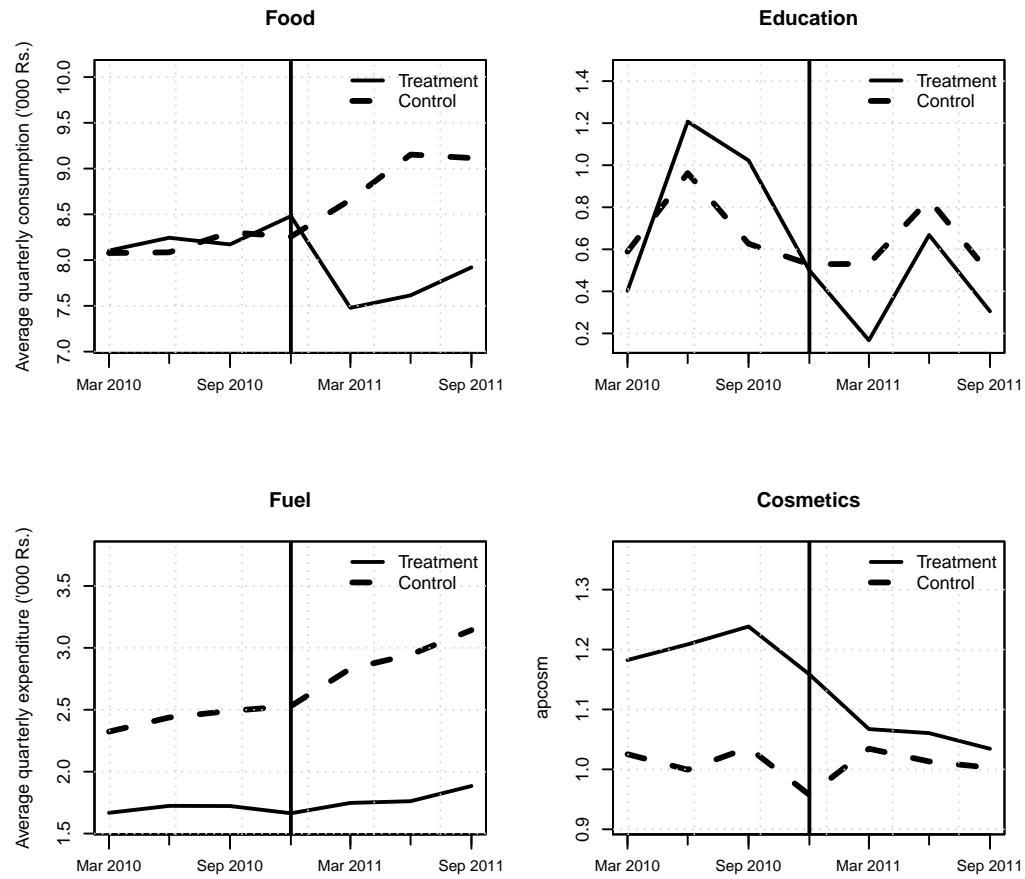 Food
Average quarterly consumption ('000 Rs.)
10.0
9.5
9.0
8.5
8.0
7.5
7.0
Treatment
Control
Mar 2010
Sep 2010
Mar 2011
Sep 2011
Education
1.4
1.2
1.0
0.8
0.6
0.4
0.2
Treatment
Control
Mar 2010
Sep 2010
Mar 2011
Sep 2011
Fuel
Average quarterly expenditure ('000 Rs.)
3.5
3.0
2.5
2.0
1.5
Treatment
Control
Mar 2010
Sep 2010
Mar 2011
Sep 2011
Cosmetics
apcosm
1.3
1.2
1.1
1.0
0.9
Treatment
Control
Mar 2010
Sep 2010
Mar 2011
Sep 2011